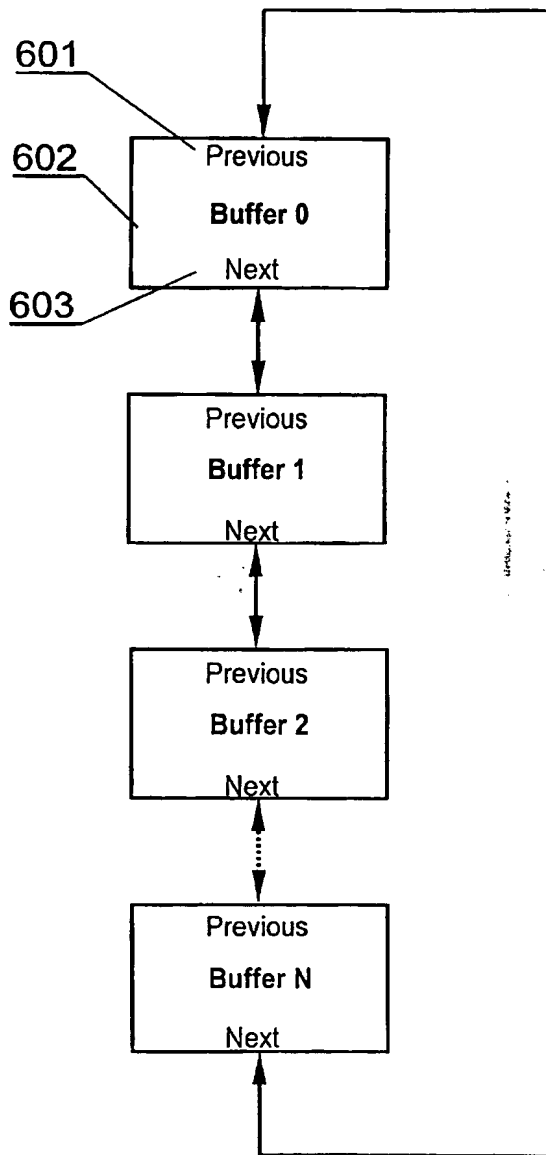 601
Previous
602
Buffer 0
Next
603
Previous
Buffer 1
Next
Previous
Buffer 2
Next
Previous
Buffer N
Next